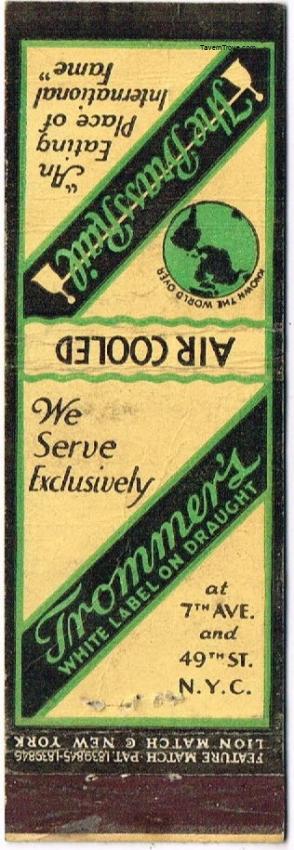 TavernTrove.com
"An
Eating
Place of
International
Fame"
The Brass Rail
KNOWN THE WORLD OVER
AIR COOLED
We
Serve
Exclusively
Trommer's
WHITE LABEL ON DRAUGHT
at
7TH AVE.
and
49TH ST.
N.Y.C.
FEATURE MATCH · PAT. 1839845-1839846
LION MATCH © NEW YORK